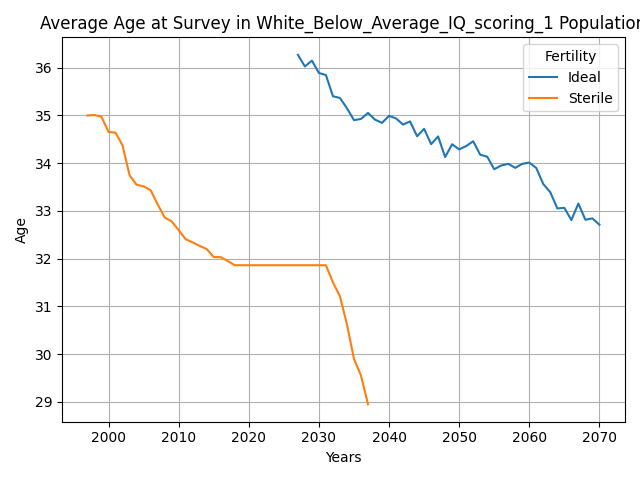 Average Age at Survey in White_Below_Average_IQ_scoring_1 Population
Fertility
Ideal
Sterile
36
35
34
33
32
31
30
29
Age
2000 2010 2020 2030 2040 2050 2060 2070
Years